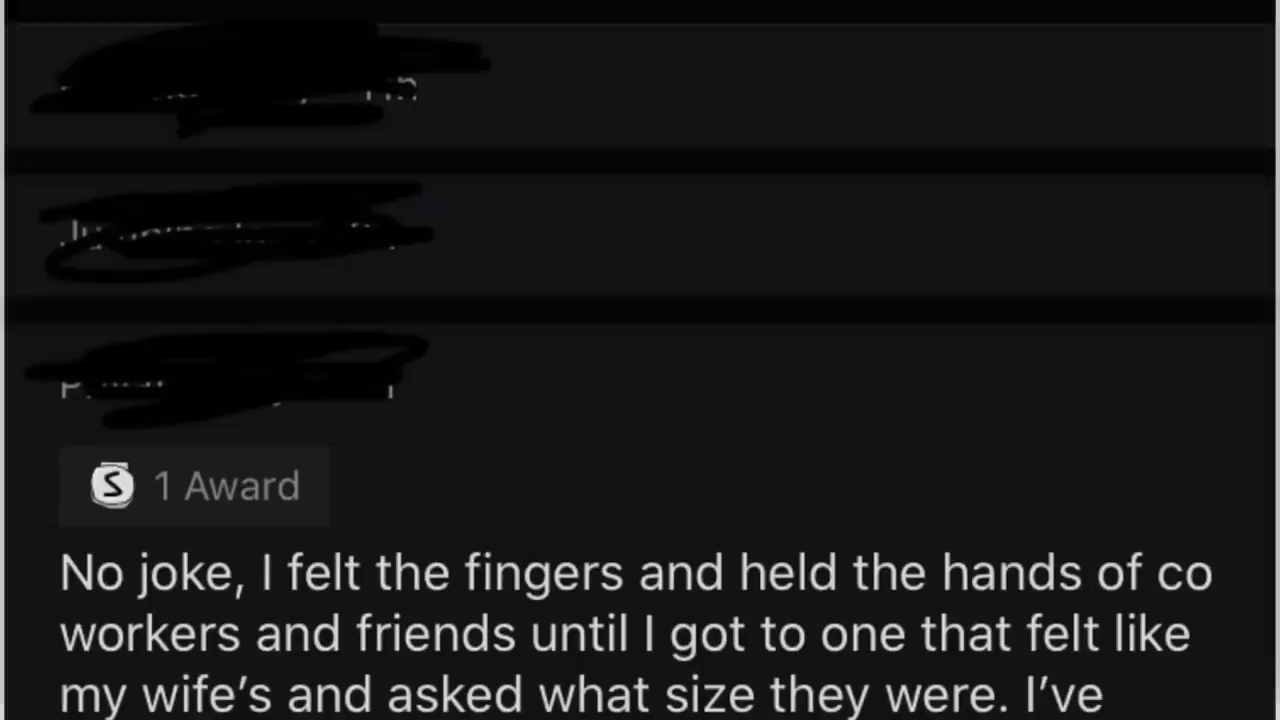 1 Award
No joke, I felt the fingers and held the hands of co
workers and friends until I got to one that felt like
my wife’s and asked what size they were. I’ve